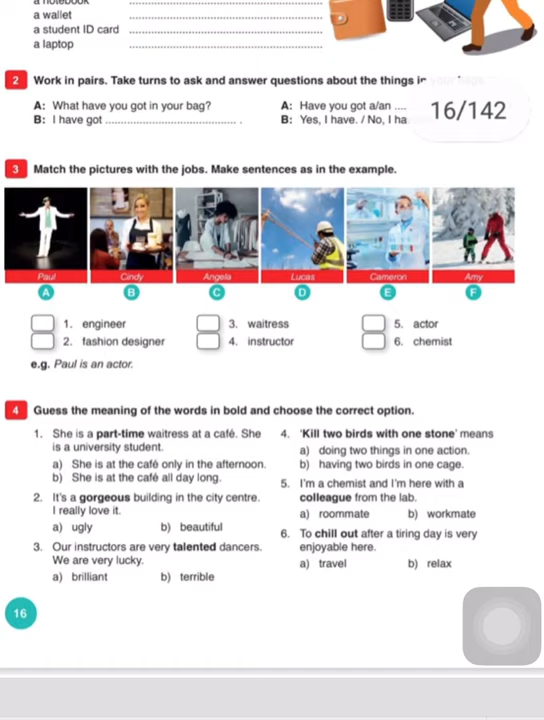 a notebook
a wallet
a student ID card
a laptop
2 Work in pairs. Take turns to ask and answer questions about the things in
A: What have you got in your bag?
B: I have got .......................................... .
A: Have you got a/an ....
B: Yes, I have. / No, I ha
16/142
3 Match the pictures with the jobs. Make sentences as in the example.
Paul
Cindy
Angela
Lucas
Cameron
Amy
A
B
C
D
E
F
1. engineer
2. fashion designer
3. waitress
4. instructor
5. actor
6. chemist
e.g. Paul is an actor.
4 Guess the meaning of the words in bold and choose the correct option.
1. She is a part-time waitress at a café. She
is a university student.
a) She is at the café only in the afternoon.
b) She is at the café all day long.
2. It's a gorgeous building in the city centre.
I really love it.
a) ugly b) beautiful
3. Our instructors are very talented dancers.
We are very lucky.
a) brilliant b) terrible
4. 'Kill two birds with one stone' means
a) doing two things in one action.
b) having two birds in one cage.
5. I'm a chemist and I'm here with a
colleague from the lab.
a) roommate b) workmate
6. To chill out after a tiring day is very
enjoyable here.
a) travel b) relax
16